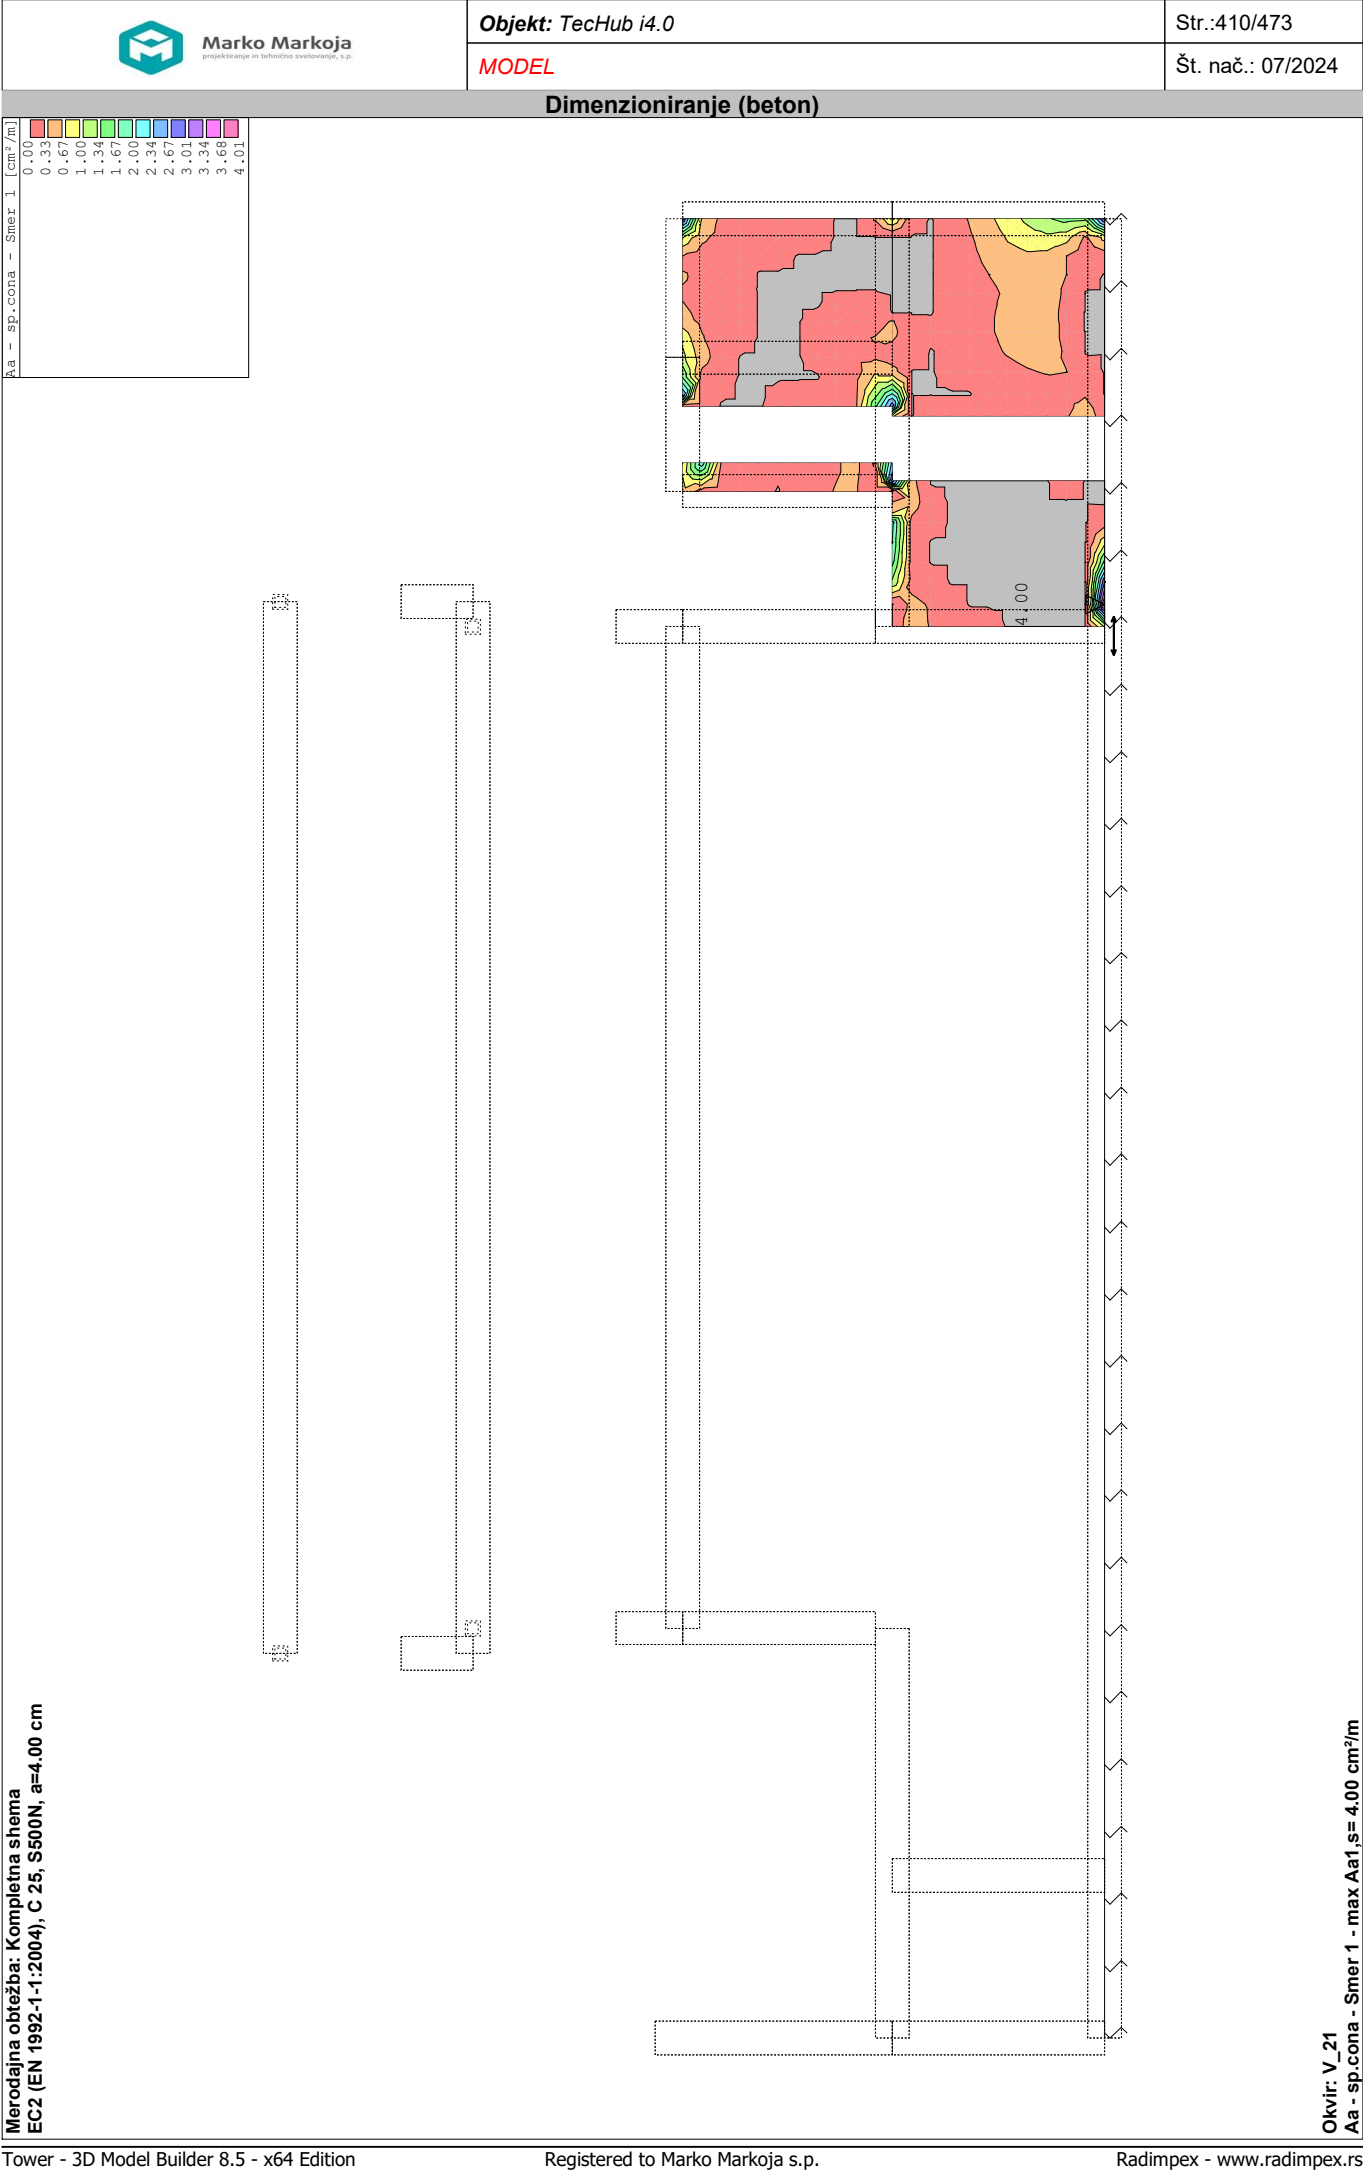 Marko Markoja
projektiranje in tehnično svetovanje, s.p.
Objekt: TecHub i4.0
MODEL
Str.:410/473
Št. nač.: 07/2024
Dimenzioniranje (beton)
Aa - sp.cona - Smer 1 [cm²/m]
0.00
0.33
0.67
1.00
1.34
1.67
2.00
2.34
2.67
3.01
3.34
3.68
4.01
4.00
Merodajna obtežba: Kompletna shema
EC2 (EN 1992-1-1:2004), C 25, S500N, a=4.00 cm
Okvir: V_21
Aa - sp.cona - Smer 1 - max Aa1,s= 4.00 cm²/m
Tower - 3D Model Builder 8.5 - x64 Edition
Registered to Marko Markoja s.p.
Radimpex - www.radimpex.rs